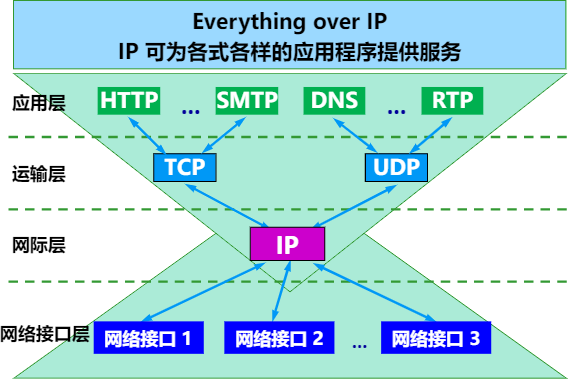 Everything over IP
IP 可为各式各样的应用程序提供服务
应用层 HTTP … SMTP DNS … RTP
运输层 TCP UDP
网际层 IP
网络接口层 网络接口 1 网络接口 2 … 网络接口 3